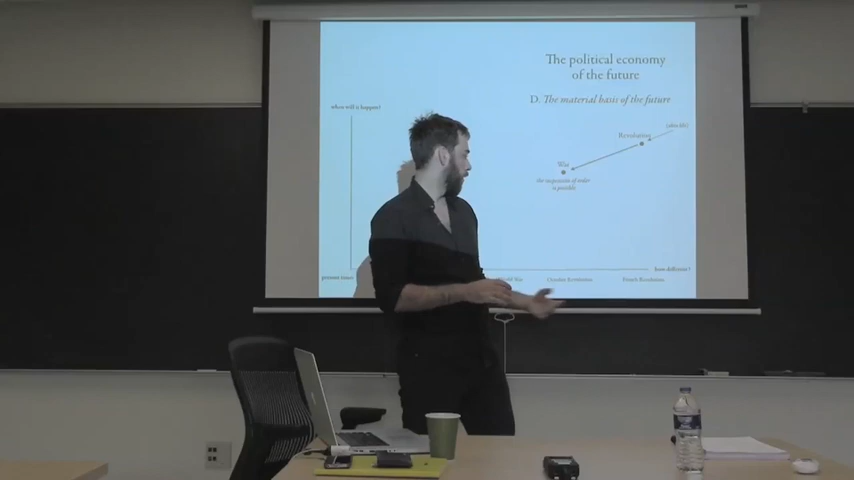 The political economy
of the future
D. The material basis of the future
when will it happen?
Revolution
War
the suspension of order
is possible
how different?
present times
October Revolution
French Revolution